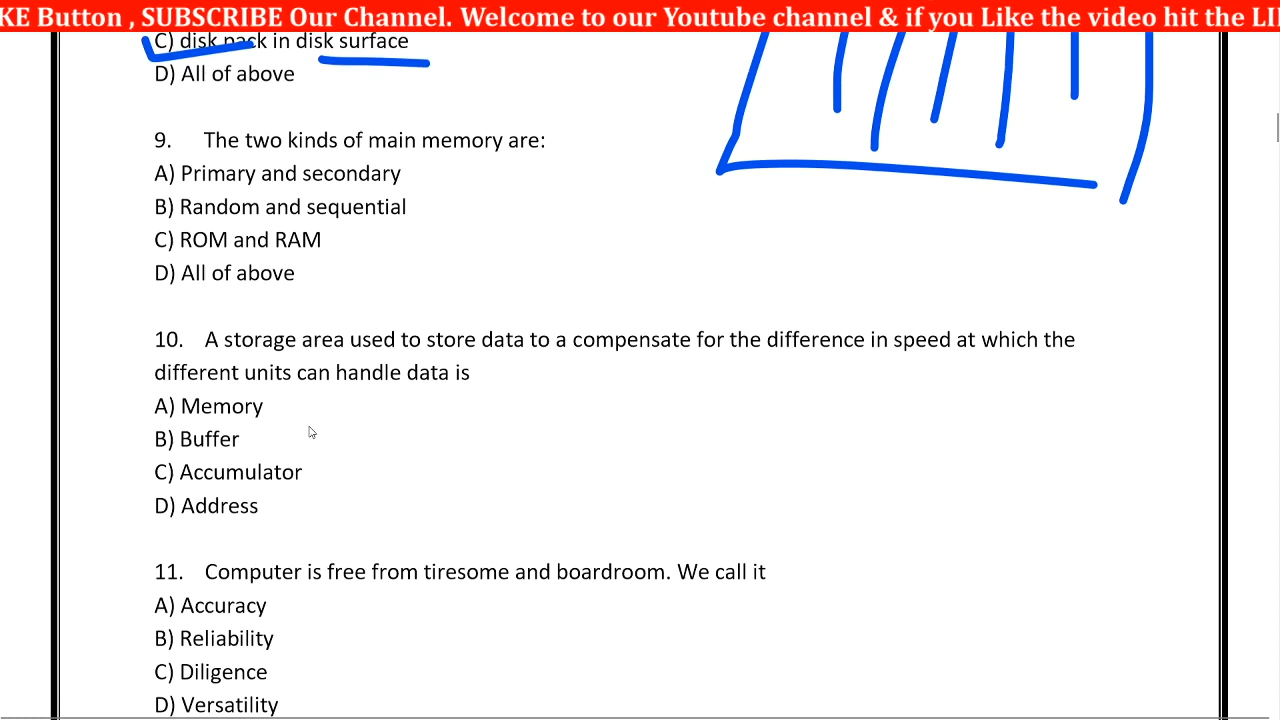 KE Button , SUBSCRIBE Our Channel. Welcome to our Youtube channel & if you Like the video hit the LI
C) disk pack in disk surface
D) All of above
9. The two kinds of main memory are:
A) Primary and secondary
B) Random and sequential
C) ROM and RAM
D) All of above
10. A storage area used to store data to a compensate for the difference in speed at which the
different units can handle data is
A) Memory
B) Buffer
C) Accumulator
D) Address
11. Computer is free from tiresome and boardroom. We call it
A) Accuracy
B) Reliability
C) Diligence
D) Versatility